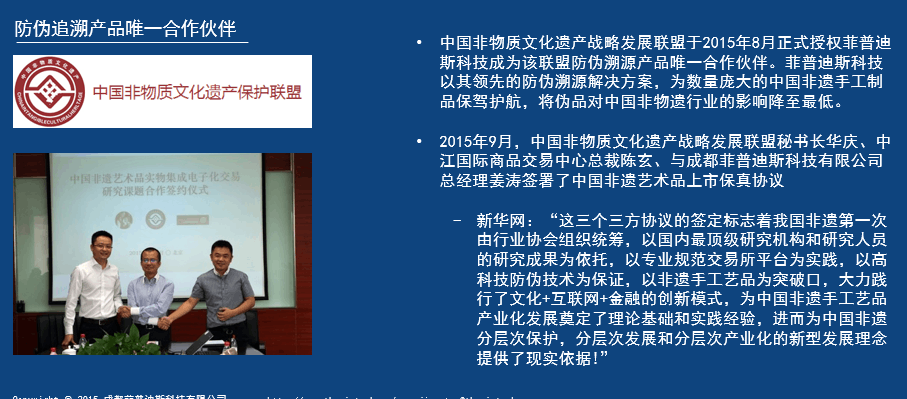 防伪追溯产品唯一合作伙伴
中国非物质文化遗产保护联盟
中国非遗艺术品实物集成电子化交易
研究课题合作签约仪式
• 中国非物质文化遗产战略发展联盟于2015年8月正式授权菲普迪
斯科技成为该联盟防伪溯源产品唯一合作伙伴。菲普迪斯科技
以其领先的防伪溯源解决方案，为数量庞大的中国非遗手工制
品保驾护航，将伪品对中国非物遗行业的影响降至最低。
• 2015年9月，中国非物质文化遗产战略发展联盟秘书长华庆、中
江国际商品交易中心总裁陈玄、与成都菲普迪斯科技有限公司
总经理姜涛签署了中国非遗艺术品上市保真协议
– 新华网：“这三个三方协议的签定标志着我国非遗第一次
由行业协会组织统筹，以国内最顶级研究机构和研究人员
的研究成果为依托，以专业规范交易所平台为实践，以高
科技防伪技术为保证，以非遗手工艺品为突破口，大力践
行了文化+互联网+金融的创新模式，为中国非遗手工艺品
产业化发展奠定了理论基础和实践经验，进而为中国非遗
分层次保护，分层次发展和分层次产业化的新型发展理念
提供了现实依据!”